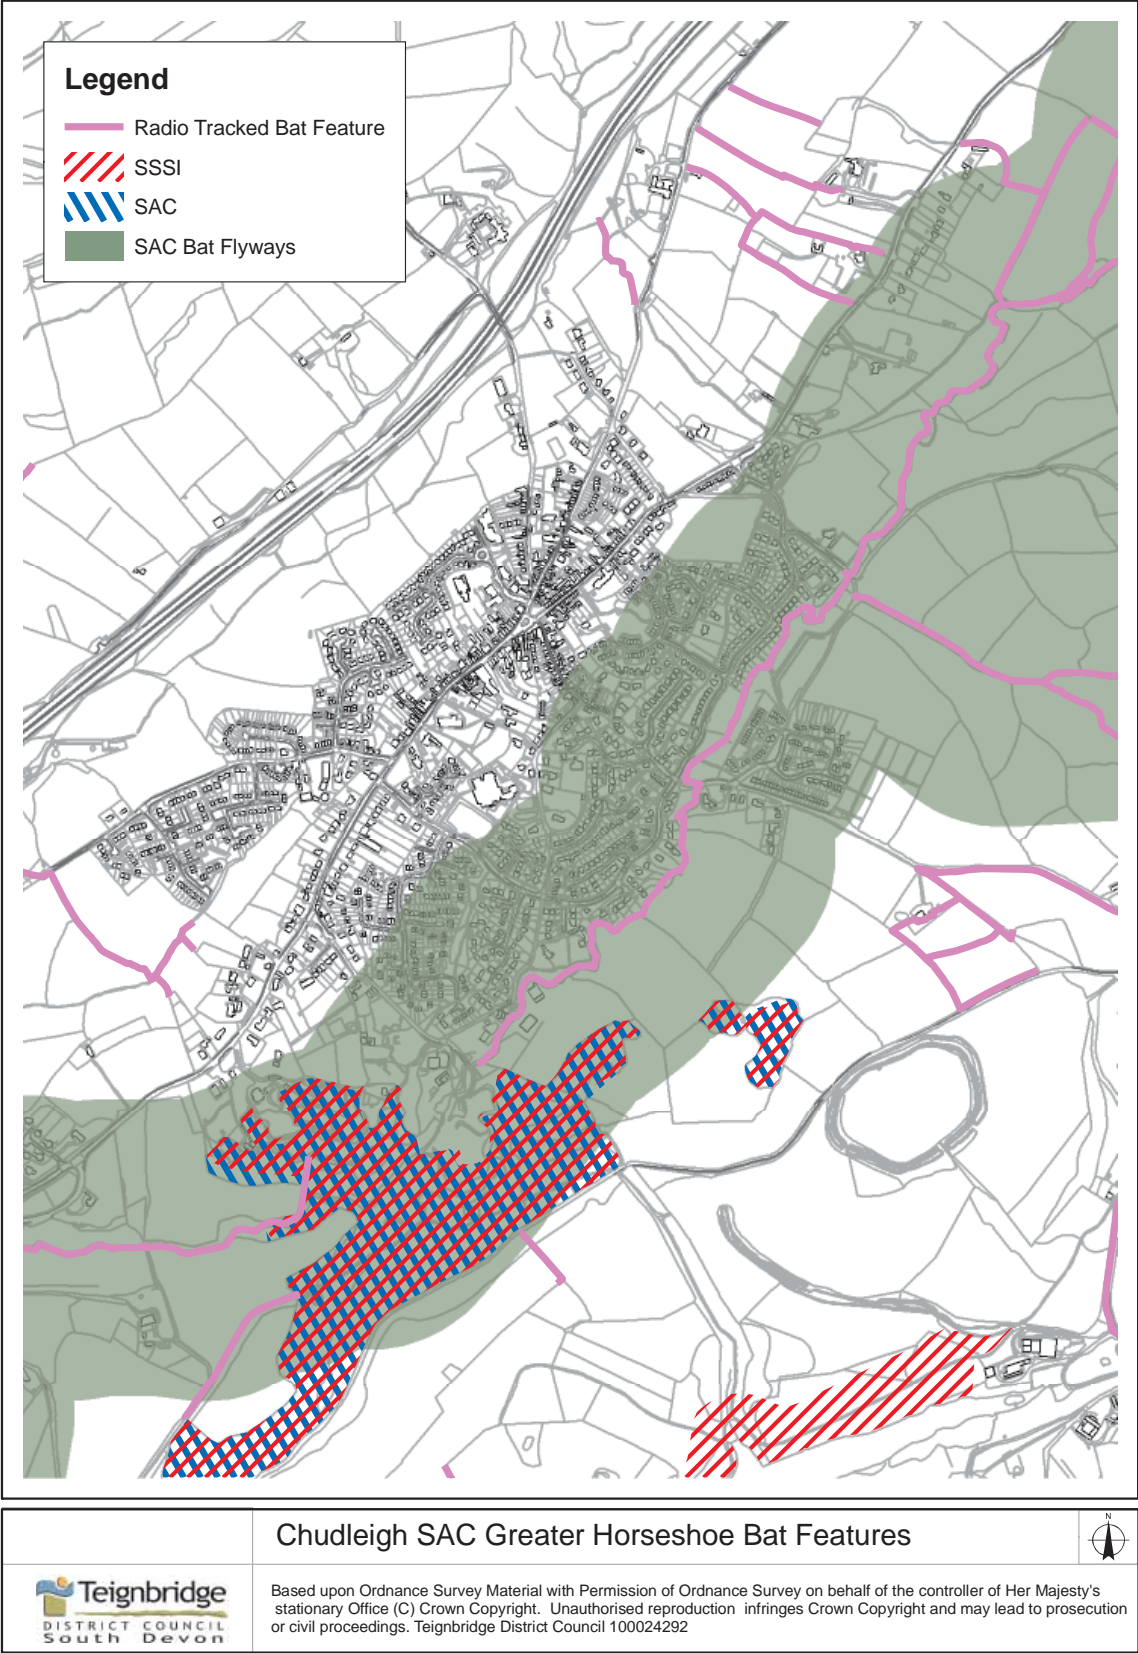 Legend
Radio Tracked Bat Feature
SSSI
SAC
SAC Bat Flyways
Chudleigh SAC Greater Horseshoe Bat Features
N
Teignbridge
DISTRICT COUNCIL
South Devon
Based upon Ordnance Survey Material with Permission of Ordnance Survey on behalf of the controller of Her Majesty's
stationary Office (C) Crown Copyright. Unauthorised reproduction infringes Crown Copyright and may lead to prosecution
or civil proceedings. Teignbridge District Council 100024292